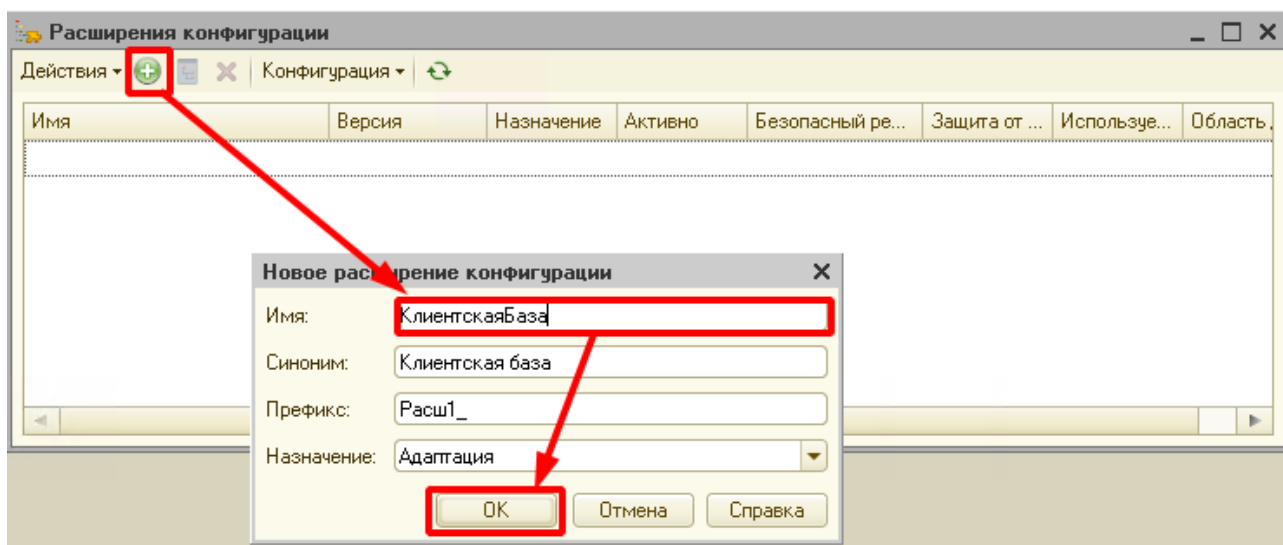 Расширения конфигурации
Действия Конфигурация
Имя Версия Назначение Активно Безопасный ре... Защита от ... Используе... Область
Новое расширение конфигурации
Имя: КлиентскаяБаза
Синоним: Клиентская база
Префикс: Расш1_
Назначение: Адаптация
OK Отмена Справка